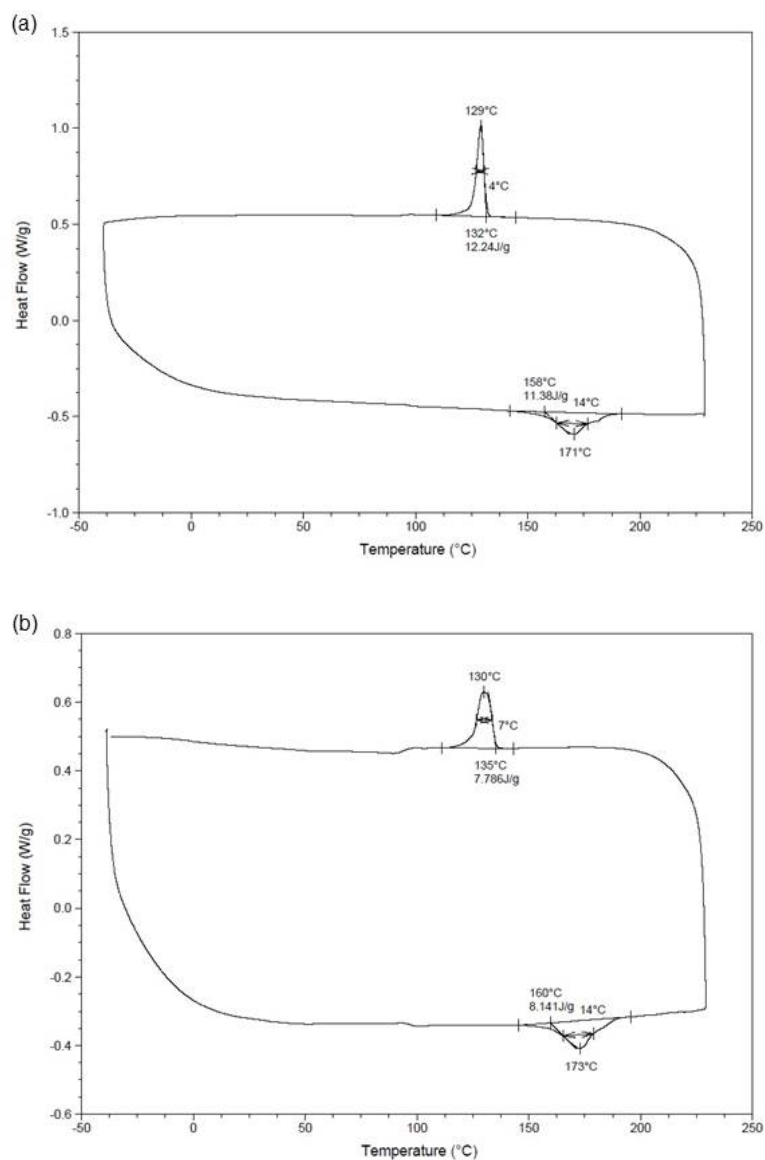 (a)
1.5
1.0
0.5
0.0
-0.5
-1.0
Heat Flow (W/g)
129°C
4°C
132°C
12.24J/g
158°C
11.38J/g
14°C
171°C
-50
0
50
100
150
200
250
Temperature (°C)
(b)
0.8
0.6
0.4
0.2
0.0
-0.2
-0.4
-0.6
Heat Flow (W/g)
130°C
7°C
135°C
7.786J/g
160°C
8.141J/g
14°C
173°C
-50
0
50
100
150
200
250
Temperature (°C)